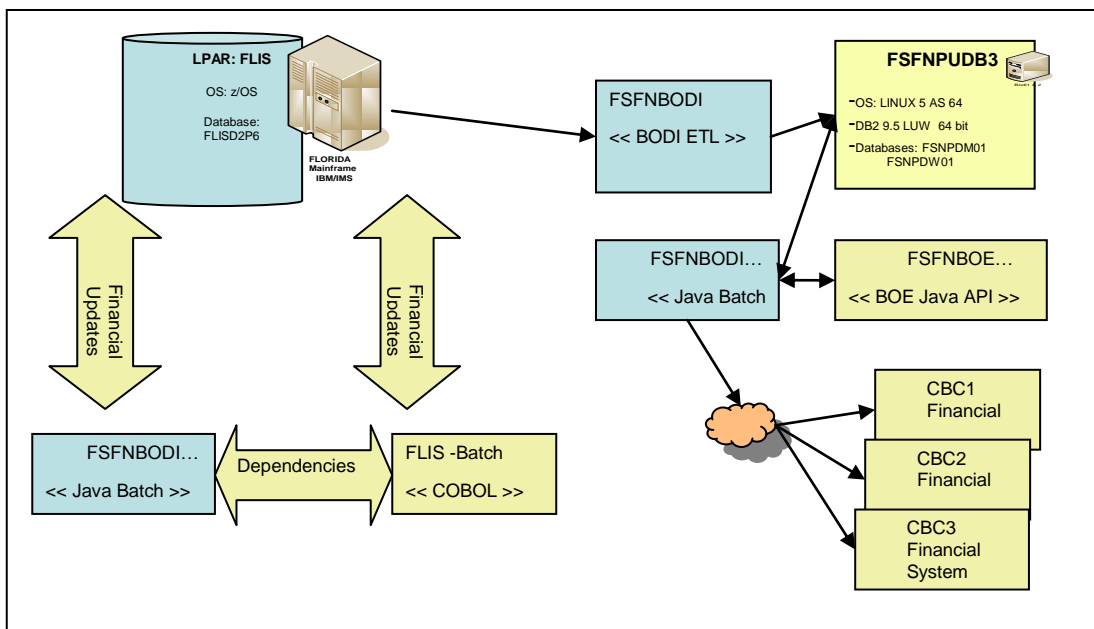 LPAR: FLIS
OS: z/OS
Database:
FLISD2P6
FLORIDA
Mainframe
IBM/IMS
FSFNBODI
<< BODI ETL >>
FSFNPUDB3
-OS: LINUX 5 AS 64
-DB2 9.5 LUW 64 bit
-Databases: FSNPDM01
FSNPDW01
Financial
Updates
Financial
Updates
FSFNBODI…
<< Java Batch
FSFNBOE…
<< BOE Java API >>
CBC1
Financial
CBC2
Financial
CBC3
Financial
System
FSFNBODI…
<< Java Batch >>
Dependencies
FLIS -Batch
<< COBOL >>